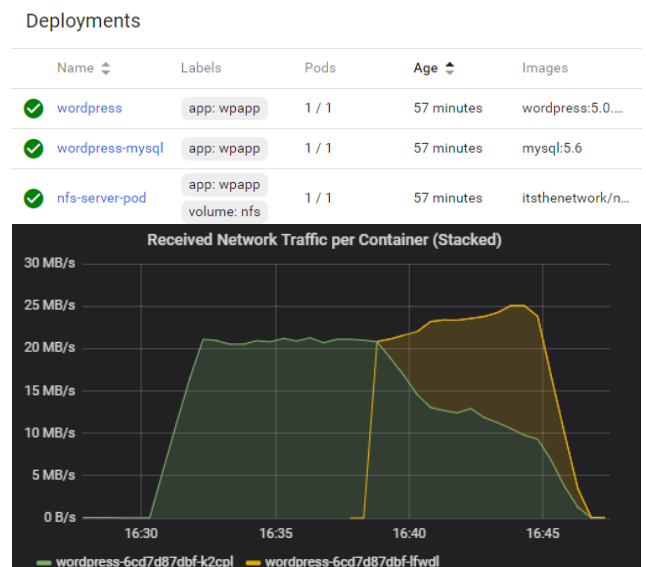 Deployments
Name Labels Pods Age Images
wordpress app: wpapp 1 / 1 57 minutes wordpress:5.0....
wordpress-mysql app: wpapp 1 / 1 57 minutes mysql:5.6
app: wpapp
nfs-server-pod 1 / 1 57 minutes itsthenetwork/n...
volume: nfs
Received Network Traffic per Container (Stacked)
30 MB/s
25 MB/s
20 MB/s
15 MB/s
10 MB/s
5 MB/s
0 B/s
16:30 16:35 16:40 16:45
wordpress-6cd7d87dbf-k2cpl wordpress-6cd7d87dbf-lfwdl